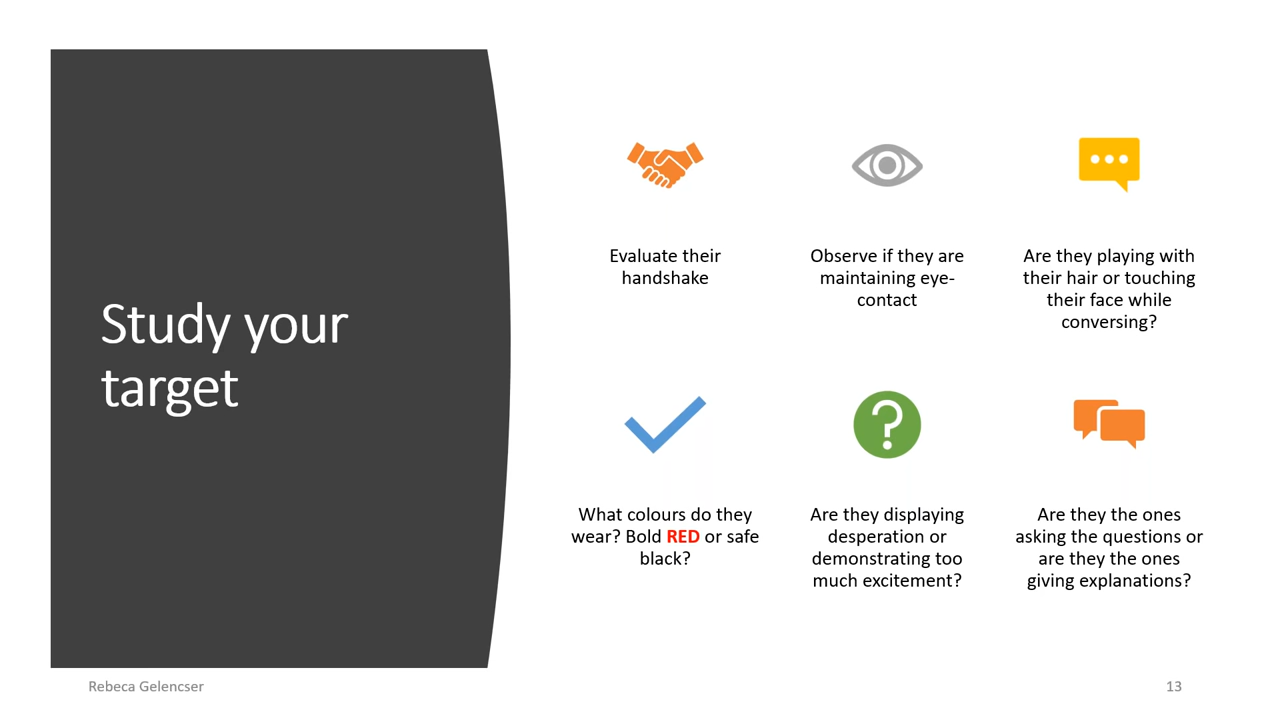 Study your
target
Evaluate their
handshake
Observe if they are
maintaining eye-
contact
Are they playing with
their hair or touching
their face while
conversing?
What colours do they
wear? Bold RED or safe
black?
Are they displaying
desperation or
demonstrating too
much excitement?
Are they the ones
asking the questions or
are they the ones
giving explanations?
Rebeca Gelencser
13